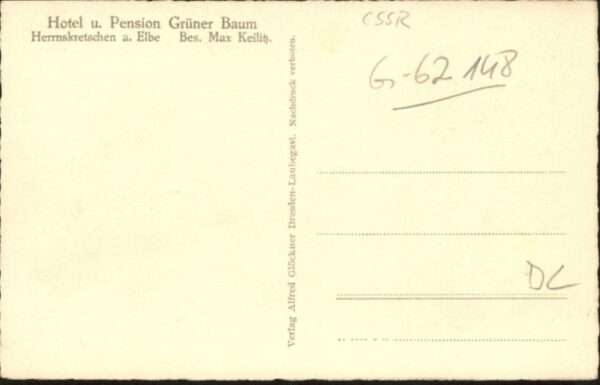 Hotel u. Pension Grüner Baum
Herrnskretschen a. Elbe Bes. Max Keilitz.
Verlag Alfred Glöckner Dresden-Laubegast. Nachdruck verboten.
CSSR
G-62 148
DC